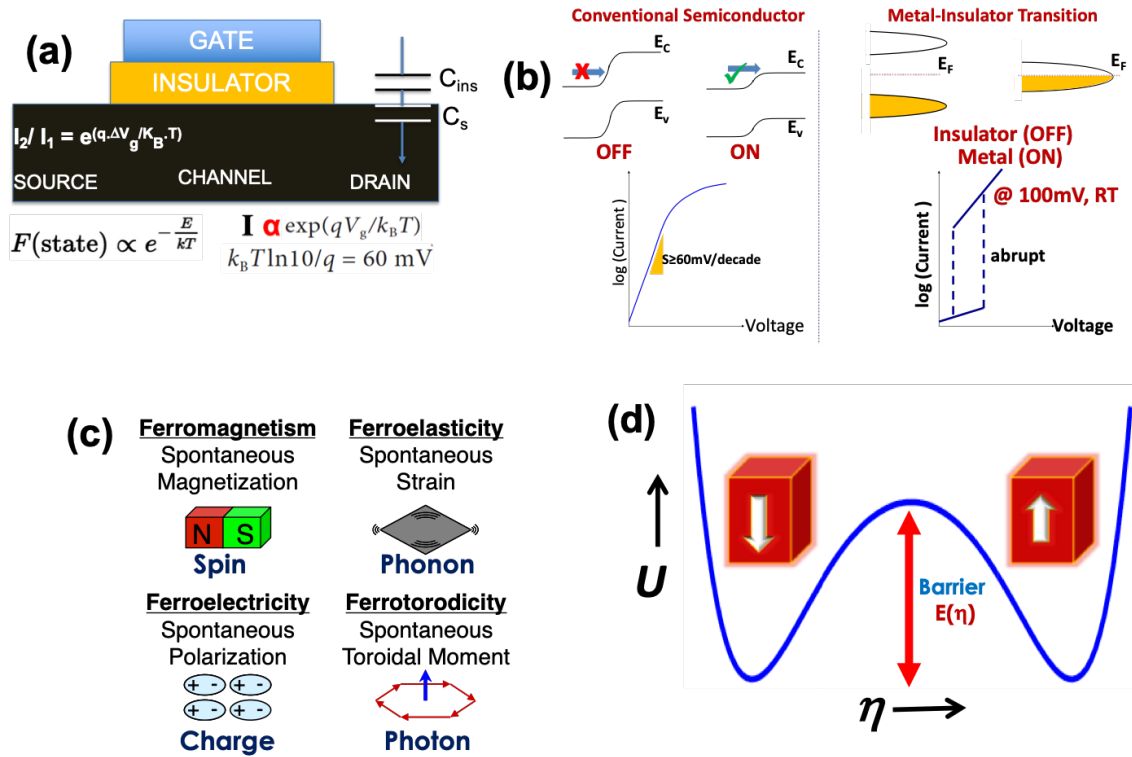 (a)
GATE
INSULATOR
C_ins
C_s
I_2/ I_1 = e^(q.ΔV_g/K_B.T)
SOURCE
CHANNEL
DRAIN
F(state) ∝ e^(-E/kT)
I α exp(qV_g/k_BT)
k_BT ln10/q = 60 mV
(b)
Conventional Semiconductor
X
E_C
E_v
OFF
✓
E_C
E_v
ON
log (Current )
S≥60mV/decade
Voltage
Metal-Insulator Transition
E_F
E_F
Insulator (OFF)
Metal (ON)
@ 100mV, RT
abrupt
log (Current )
Voltage
(c)
Ferromagnetism
Spontaneous
Magnetization
N S
Spin
Ferroelasticity
Spontaneous
Strain
Phonon
Ferroelectricity
Spontaneous
Polarization
+ - + -
+ - + -
Charge
Ferrotorodicity
Spontaneous
Toroidal Moment
Photon
(d)
U
Barrier
E(η)
η